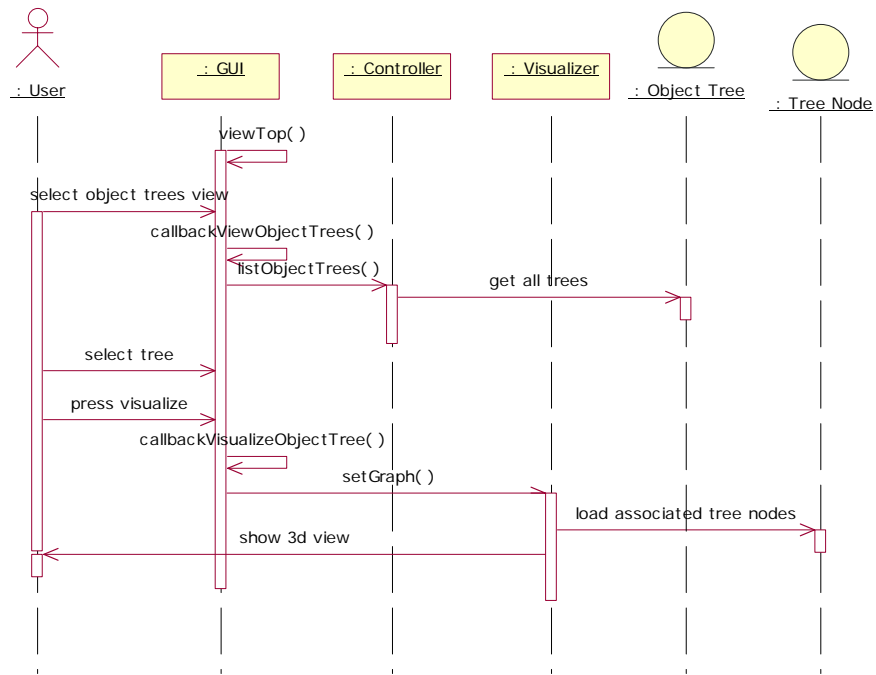 : User
: GUI
: Controller
: Visualizer
: Object Tree
: Tree Node
viewTop( )
select object trees view
callbackViewObjectTrees( )
listObjectTrees( )
get all trees
select tree
press visualize
callbackVisualizeObjectTree( )
setGraph( )
load associated tree nodes
show 3d view